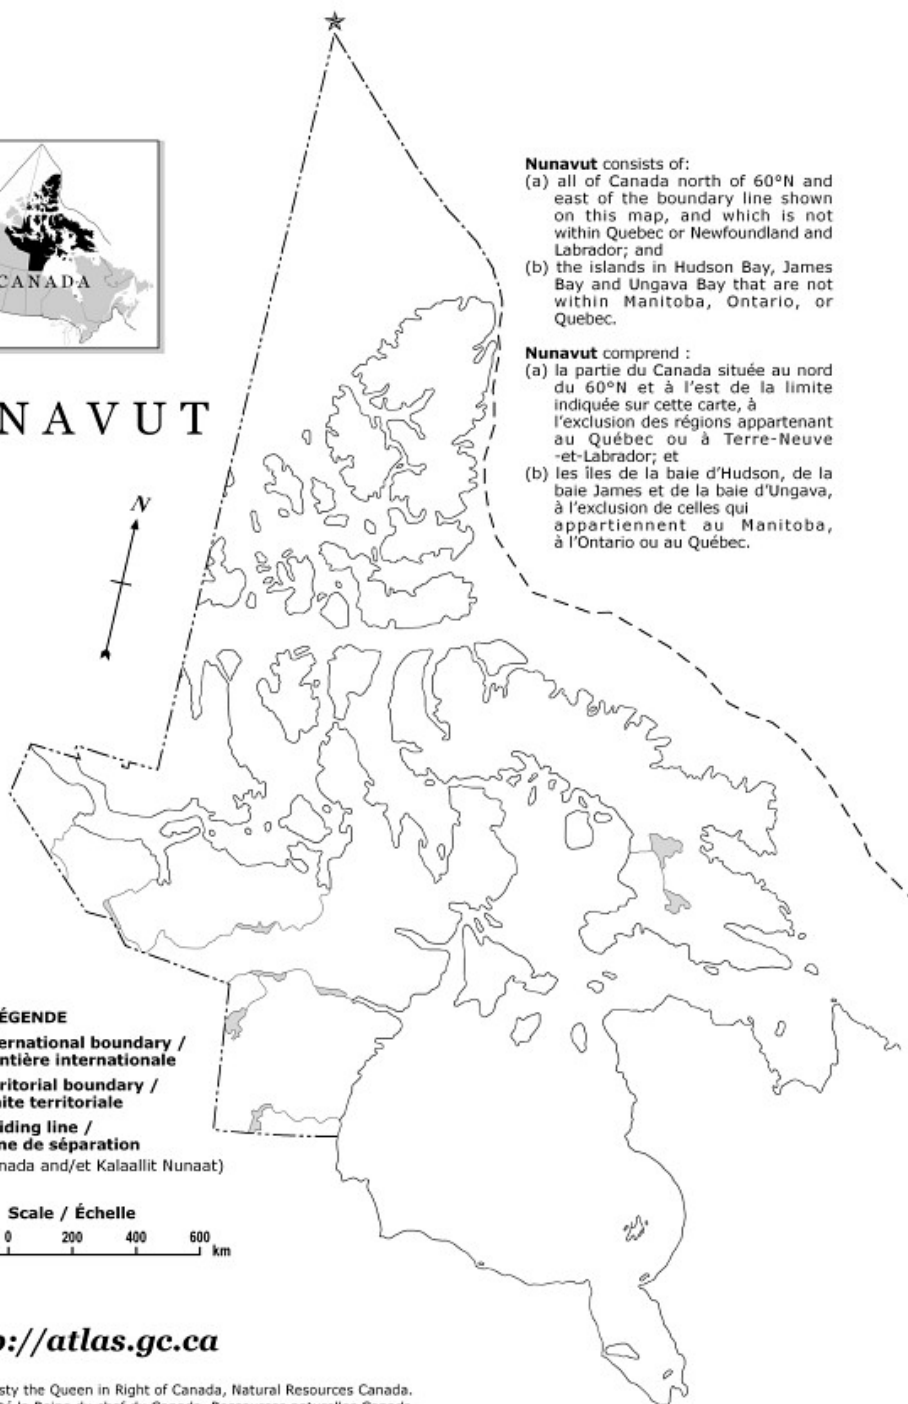 CANADA
NAVUT
N
Nunavut consists of:
(a) all of Canada north of 60°N and
east of the boundary line shown
on this map, and which is not
within Quebec or Newfoundland and
Labrador; and
(b) the islands in Hudson Bay, James
Bay and Ungava Bay that are not
within Manitoba, Ontario, or
Quebec.
Nunavut comprend :
(a) la partie du Canada située au nord
du 60°N et à l'est de la limite
indiquée sur cette carte, à
l'exclusion des régions appartenant
au Québec ou à Terre-Neuve
-et-Labrador; et
(b) les îles de la baie d'Hudson, de la
baie James et de la baie d'Ungava,
à l'exclusion de celles qui
appartiennent au Manitoba,
à l'Ontario ou au Québec.
ÉGENDE
ernational boundary /
ntière internationale
ritorial boundary /
ite territoriale
iding line /
ne de séparation
nada and/et Kalaallit Nunaat)
Scale / Échelle
0 200 400 600
km
p://atlas.gc.ca
sty the Queen in Right of Canada, Natural Resources Canada.